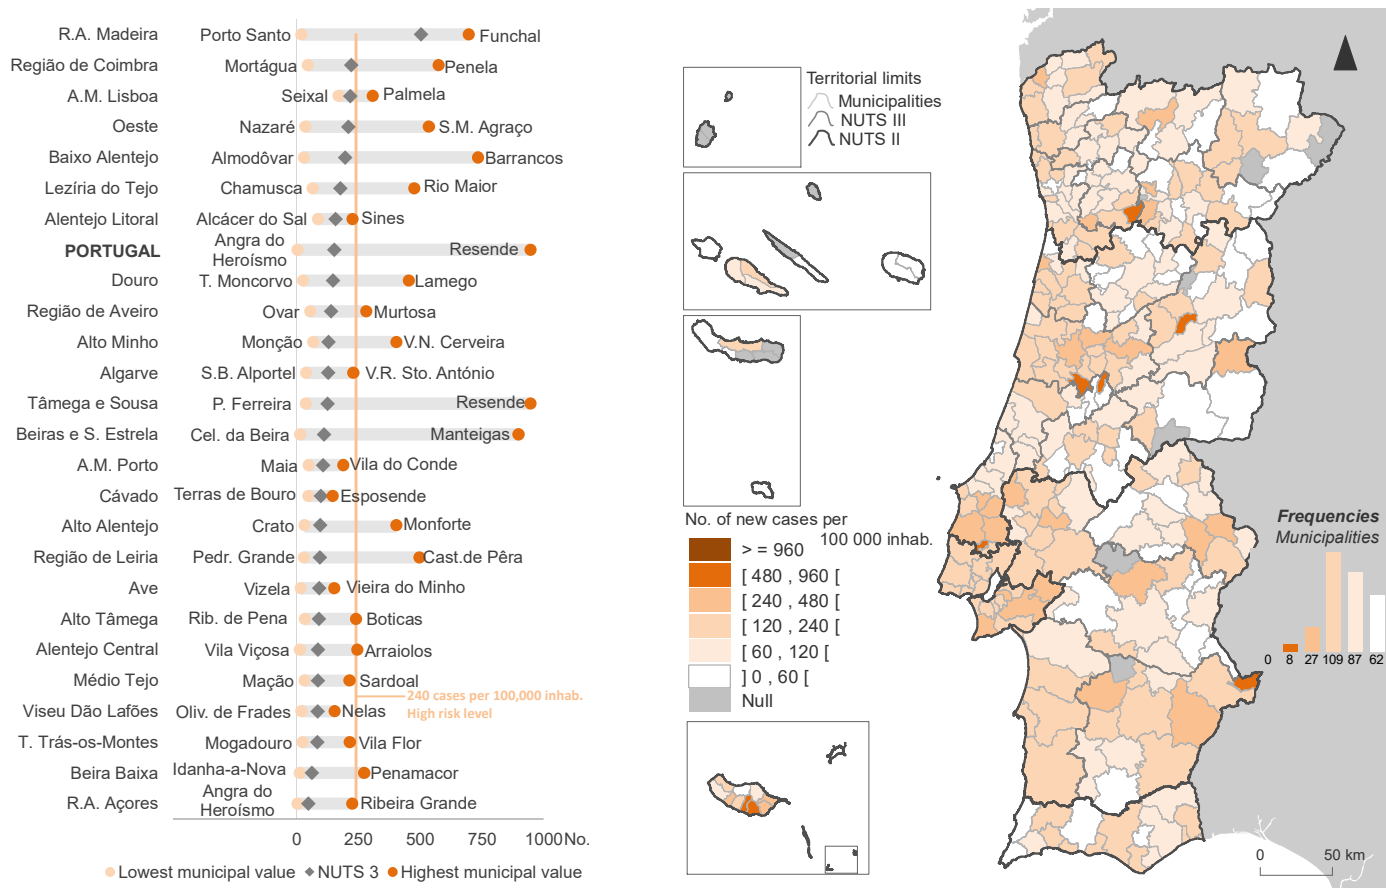 R.A. Madeira Porto Santo Funchal
Região de Coimbra Mortágua Penela
A.M. Lisboa Seixal Palmela
Oeste Nazaré S.M. Agraço
Baixo Alentejo Almodôvar Barrancos
Lezíria do Tejo Chamusca Rio Maior
Alentejo Litoral Alcácer do Sal Sines
PORTUGAL Angra do Heroísmo Resende
Douro T. Moncorvo Lamego
Região de Aveiro Ovar Murtosa
Alto Minho Monção V.N. Cerveira
Algarve S.B. Alportel V.R. Sto. António
Tâmega e Sousa P. Ferreira Resende
Beiras e S. Estrela Cel. da Beira Manteigas
A.M. Porto Maia Vila do Conde
Cávado Terras de Bouro Esposende
Alto Alentejo Crato Monforte
Região de Leiria Pedr. Grande Cast.de Pêra
Ave Vizela Vieira do Minho
Alto Tâmega Rib. de Pena Boticas
Alentejo Central Vila Viçosa Arraiolos
Médio Tejo Mação Sardoal
240 cases per 100,000 inhab.
High risk level
Viseu Dão Lafões Oliv. de Frades Nelas
T. Trás-os-Montes Mogadouro Vila Flor
Beira Baixa Idanha-a-Nova Penamacor
R.A. Açores Angra do Heroísmo Ribeira Grande
0 250 500 750 1000No.
Lowest municipal value NUTS 3 Highest municipal value
Territorial limits
Municipalities
NUTS III
NUTS II
No. of new cases per
100 000 inhab.
> = 960
[ 480 , 960 [
[ 240 , 480 [
[ 120 , 240 [
[ 60 , 120 [
] 0 , 60 [
Null
Frequencies
Municipalities
0 8 27 109 87 62
0 50 km